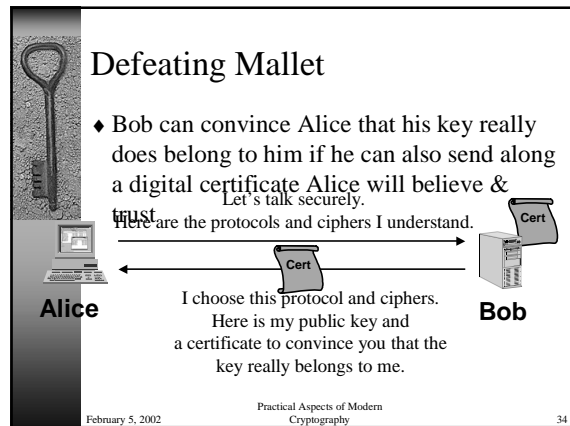 Defeating Mallet
♦ Bob can convince Alice that his key really
does belong to him if he can also send along
a digital certificate Alice will believe &
trust
Let's talk securely.
Here are the protocols and ciphers I understand.
Cert
Cert
Alice
Bob
I choose this protocol and ciphers.
Here is my public key and
a certificate to convince you that the
key really belongs to me.
February 5, 2002
Practical Aspects of Modern
Cryptography
34